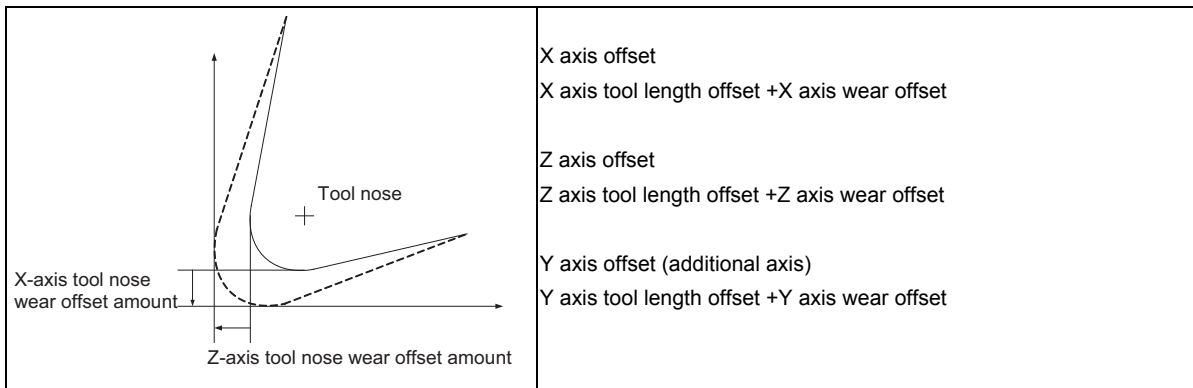 Tool nose
X-axis tool nose
wear offset amount
Z-axis tool nose wear offset amount
X axis offset
X axis tool length offset +X axis wear offset
Z axis offset
Z axis tool length offset +Z axis wear offset
Y axis offset (additional axis)
Y axis tool length offset +Y axis wear offset